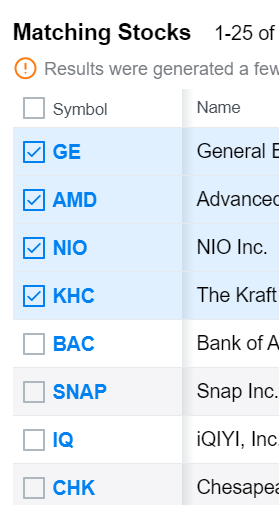 Matching Stocks 1-25 of
Results were generated a few
Symbol Name
GE General
AMD Advanced
NIO NIO Inc.
KHC The Kraft
BAC Bank of
SNAP Snap Inc.
IQ iQIYI, Inc
CHK Chesapea